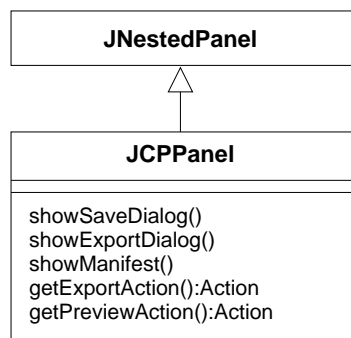 JNestedPanel
JCPPanel
showSaveDialog()
showExportDialog()
showManifest()
getExportAction():Action
getPreviewAction():Action